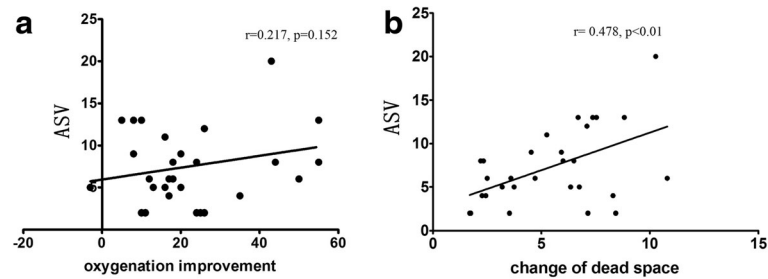 a
r=0.217, p=0.152
25
20
15
10
5
0
ASV
-20 0 20 40 60
oxygenation improvement
b
r= 0.478, p<0.01
25
20
15
10
5
0
ASV
0 5 10 15
change of dead space